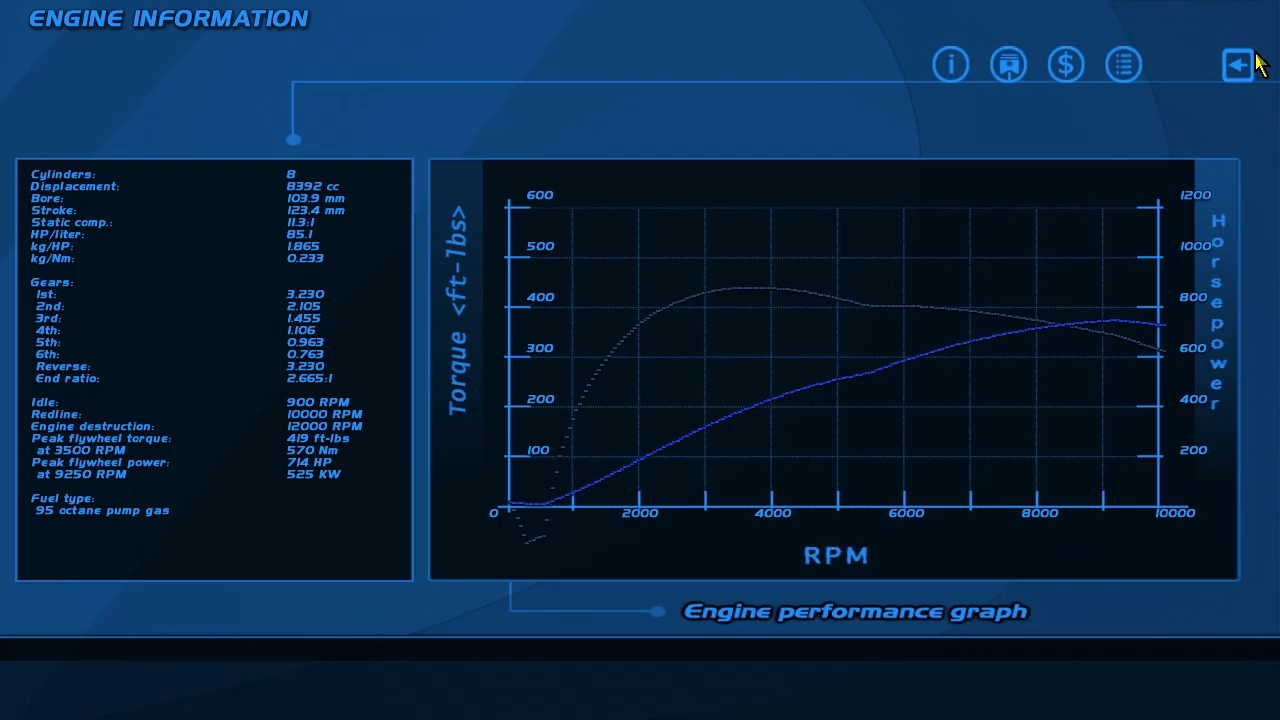 ENGINE INFORMATION
Cylinders: 8
Displacement: 8392 cc
Bore: 103.9 mm
Stroke: 123.4 mm
Static comp.: 11.3:1
HP/liter: 85.1
kg/HP: 1.865
kg/Nm: 0.233
Gears:
1st: 3.230
2nd: 2.105
3rd: 1.455
4th: 1.106
5th: 0.963
6th: 0.763
Reverse: 3.230
End ratio: 2.665:1
Idle: 900 RPM
Redline: 10000 RPM
Engine destruction: 12000 RPM
Peak flywheel torque: 419 ft-lbs
at 3500 RPM 570 Nm
Peak flywheel power: 714 HP
at 9250 RPM 525 KW
Fuel type:
95 octane pump gas
Torque <ft-lbs>
600
500
400
300
200
100
0 2000 4000 6000 8000 10000
RPM
1200
1000
800
600
400
200
Horsepower
Engine performance graph